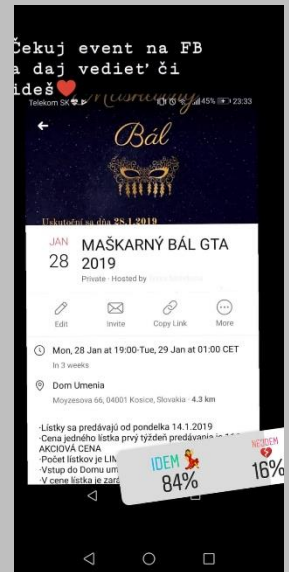 Čekuj event na FB
a daj vedieť či
ideš❤️
Telekom SK
45% 23:33
Maškarný
Bál
Uskutoční sa dňa 28.1.2019
JAN
28
MAŠKARNÝ BÁL GTA
2019
Private · Hosted by
Edit Invite Copy Link More
Mon, 28 Jan at 19:00-Tue, 29 Jan at 01:00 CET
In 3 weeks
Dom Umenia
Moyzesova 66, 04001 Kosice, Slovakia · 4.3 km
·Lístky sa predávajú od pondelka 14.1.2019
·Cena jedného lístka prvý týždeň predávania je
AKCIOVÁ CENA
·Počet lístkov je LIM
·Vstup do Domu um
·V cene lístka je zar
IDEM 💃
84%
NEJDEM
💔
16%